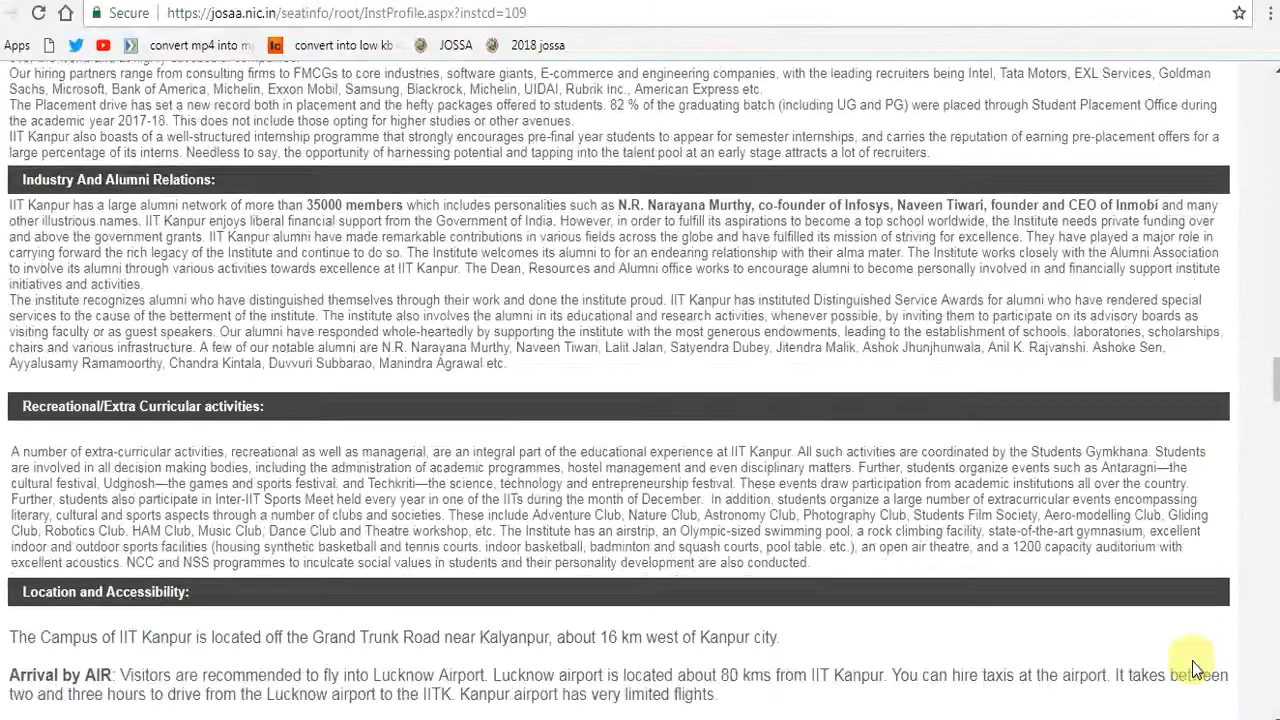 Secure https://josaa.nic.in/seatinfo/root/InstProfile.aspx?instcd=109
Apps convert mp4 into m convert into low kb JOSSA 2018 jossa
Our hiring partners range from consulting firms to FMCGs to core industries, software giants, E-commerce and engineering companies. with the leading recruiters being Intel, Tata Motors, EXL Services, Goldman
Sachs, Microsoft, Bank of America, Michelin, Exxon Mobil, Samsung, Blackrock, Michelin, UIDAI, Rubrik Inc., American Express etc.
The Placement drive has set a new record both in placement and the hefty packages offered to students. 82 % of the graduating batch (including UG and PG) were placed through Student Placement Office during
the academic year 2017-18. This does not include those opting for higher studies or other avenues.
IIT Kanpur also boasts of a well-structured internship programme that strongly encourages pre-final year students to appear for semester internships, and carries the reputation of earning pre-placement offers for a
large percentage of its interns. Needless to say, the opportunity of harnessing potential and tapping into the talent pool at an early stage attracts a lot of recruiters.
Industry And Alumni Relations:
IIT Kanpur has a large alumni network of more than 35000 members which includes personalities such as N.R. Narayana Murthy, co-founder of Infosys, Naveen Tiwari, founder and CEO of Inmobi and many
other illustrious names. IIT Kanpur enjoys liberal financial support from the Government of India. However, in order to fulfill its aspirations to become a top school worldwide, the Institute needs private funding over
and above the government grants. IIT Kanpur alumni have made remarkable contributions in various fields across the globe and have fulfilled its mission of striving for excellence. They have played a major role in
carrying forward the rich legacy of the Institute and continue to do so. The Institute welcomes its alumni to for an endearing relationship with their alma mater. The Institute works closely with the Alumni Association
to involve its alumni through various activities towards excellence at IIT Kanpur. The Dean, Resources and Alumni office works to encourage alumni to become personally involved in and financially support institute
initiatives and activities.
The institute recognizes alumni who have distinguished themselves through their work and done the institute proud. IIT Kanpur has instituted Distinguished Service Awards for alumni who have rendered special
services to the cause of the betterment of the institute. The institute also involves the alumni in its educational and research activities, whenever possible, by inviting them to participate on its advisory boards as
visiting faculty or as guest speakers. Our alumni have responded whole-heartedly by supporting the institute with the most generous endowments, leading to the establishment of schools, laboratories, scholarships,
chairs and various infrastructure. A few of our notable alumni are N.R. Narayana Murthy, Naveen Tiwari, Lalit Jalan, Satyendra Dubey, Jitendra Malik, Ashok Jhunjhunwala, Anil K. Rajvanshi. Ashoke Sen,
Ayyalusamy Ramamoorthy, Chandra Kintala, Duvvuri Subbarao, Manindra Agrawal etc.
Recreational/Extra Curricular activities:
A number of extra-curricular activities, recreational as well as managerial, are an integral part of the educational experience at IIT Kanpur. All such activities are coordinated by the Students Gymkhana. Students
are involved in all decision making bodies, including the administration of academic programmes, hostel management and even disciplinary matters. Further, students organize events such as Antaragni—the
cultural festival, Udghosh—the games and sports festival, and Techkriti—the science, technology and entrepreneurship festival. These events draw participation from academic institutions all over the country.
Further, students also participate in Inter-IIT Sports Meet held every year in one of the IITs during the month of December. In addition, students organize a large number of extracurricular events encompassing
literary, cultural and sports aspects through a number of clubs and societies. These include Adventure Club, Nature Club, Astronomy Club, Photography Club, Students Film Society, Aero-modelling Club, Gliding
Club, Robotics Club. HAM Club, Music Club, Dance Club and Theatre workshop, etc. The Institute has an airstrip, an Olympic-sized swimming pool, a rock climbing facility, state-of-the-art gymnasium, excellent
indoor and outdoor sports facilities (housing synthetic basketball and tennis courts. indoor basketball, badminton and squash courts, pool table. etc.), an open air theatre, and a 1200 capacity auditorium with
excellent acoustics. NCC and NSS programmes to inculcate social values in students and their personality development are also conducted.
Location and Accessibility:
The Campus of IIT Kanpur is located off the Grand Trunk Road near Kalyanpur, about 16 km west of Kanpur city.
Arrival by AIR: Visitors are recommended to fly into Lucknow Airport. Lucknow airport is located about 80 kms from IIT Kanpur. You can hire taxis at the airport. It takes between
two and three hours to drive from the Lucknow airport to the IITK. Kanpur airport has very limited flights.